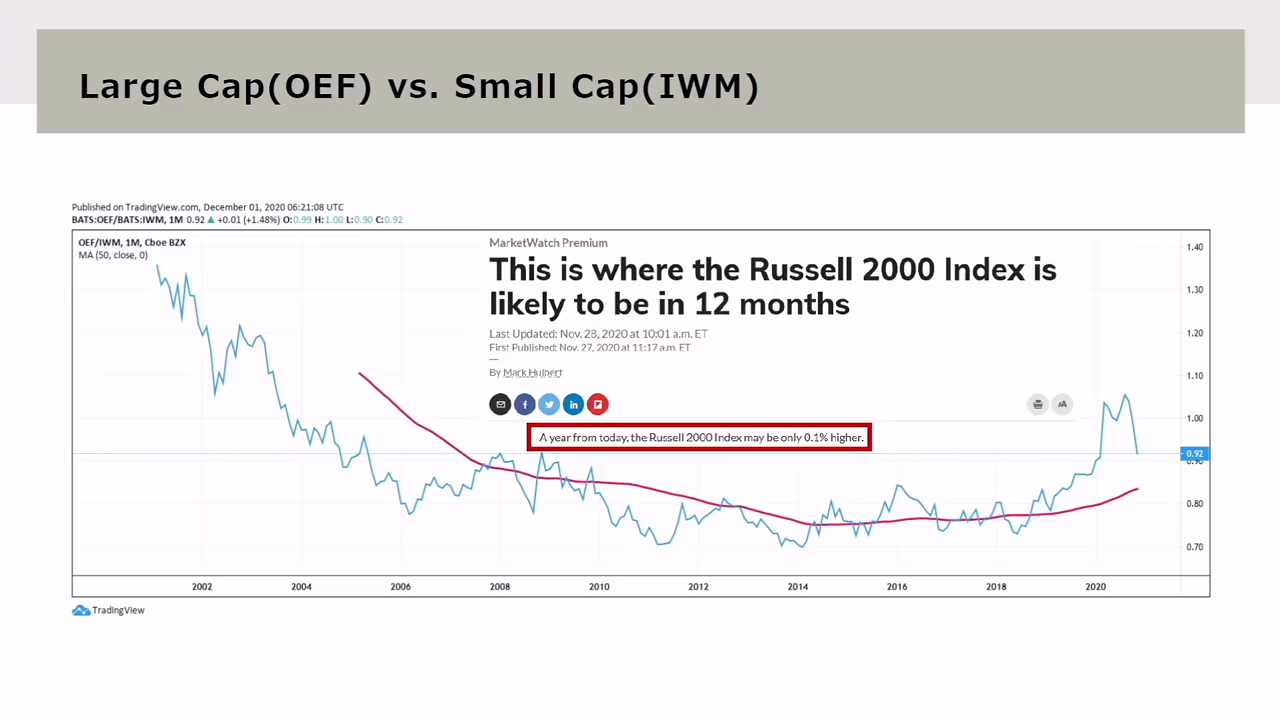 Large Cap(OEF) vs. Small Cap(IWM)
Published on TradingView.com, December 01, 2020 06:21:08 UTC
BATS:OEF/BATS:IWM, 1M 0.92 ▲ +0.01 (+1.48%) O:0.99 H:1.00 L:0.90 C:0.92
OEF/IWM, 1M, Cboe BZX
MA (50, close, 0)
MarketWatch Premium
This is where the Russell 2000 Index is
likely to be in 12 months
Last Updated: Nov. 28, 2020 at 10:01 a.m. ET
First Published: Nov. 27, 2020 at 11:17 a.m. ET
By Mark Hulbert
f
in
AA
A year from today, the Russell 2000 Index may be only 0.1% higher.
1.40
1.30
1.20
1.10
1.00
0.92
0.90
0.80
0.70
2002 2004 2006 2008 2010 2012 2014 2016 2018 2020
TradingView